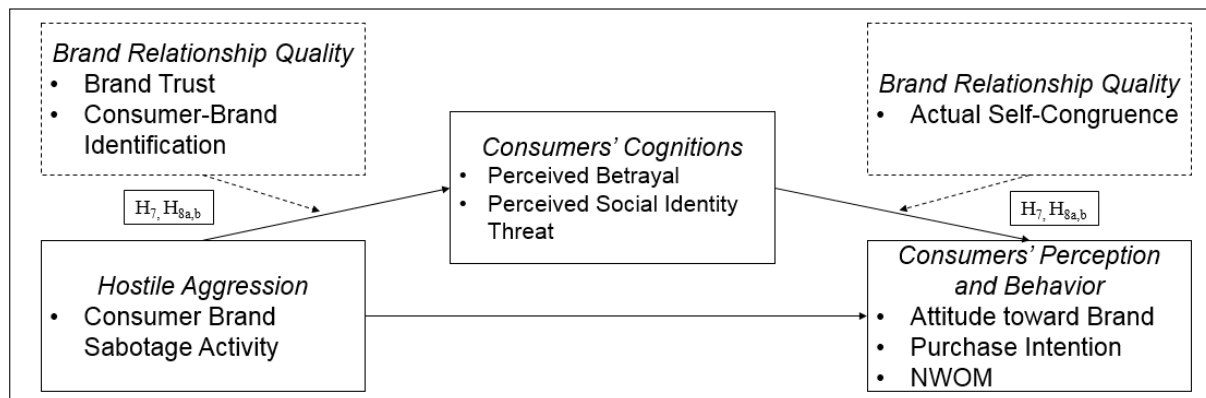 Brand Relationship Quality
• Brand Trust
• Consumer-Brand
Identification
H7, H8a,b
Hostile Aggression
• Consumer Brand
Sabotage Activity
Consumers' Cognitions
• Perceived Betrayal
• Perceived Social Identity
Threat
Brand Relationship Quality
• Actual Self-Congruence
H7, H8a,b
Consumers' Perception
and Behavior
• Attitude toward Brand
• Purchase Intention
• NWOM